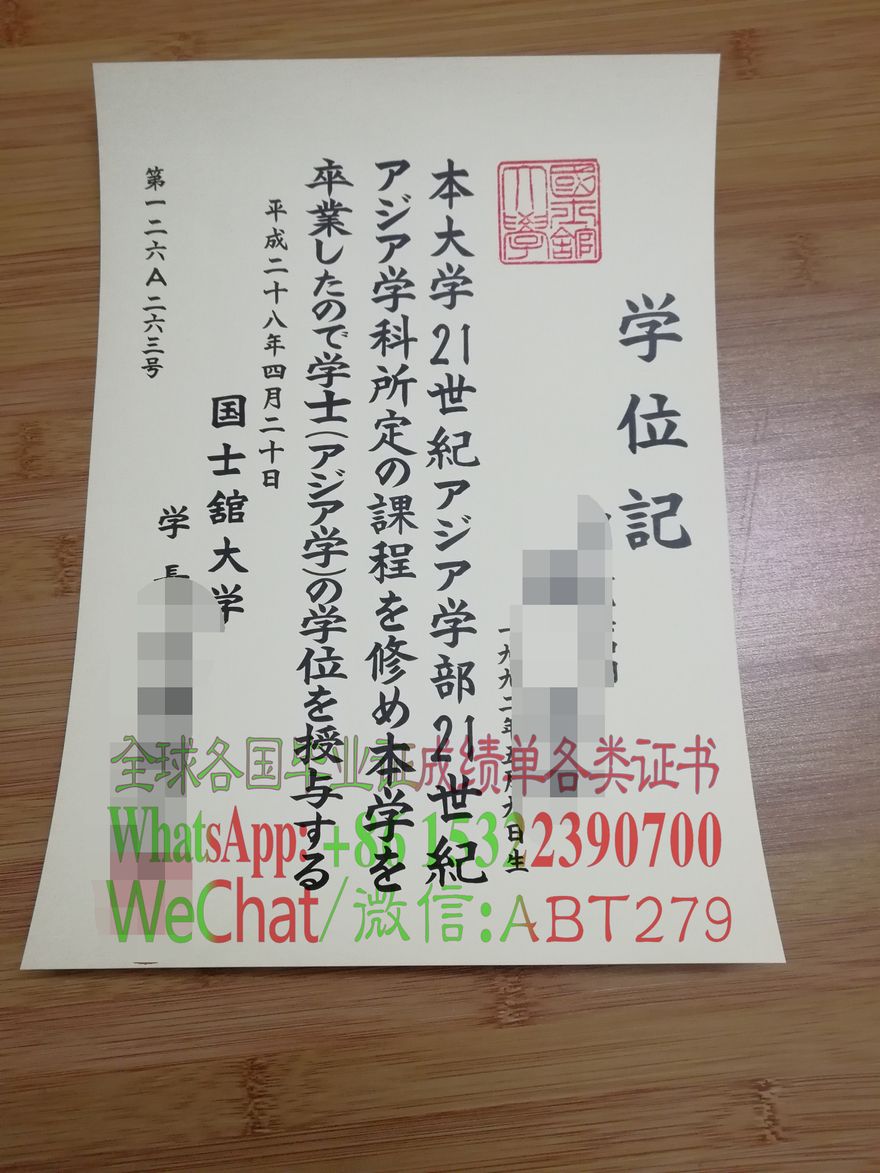 学位記
國士舘大學
一九九二年五月九日生
本大学21世紀アジア学部21世紀
アジア学科所定の課程を修め本学を
卒業したので学士(アジア学)の学位を授与する
平成二十八年四月二十日
国士舘大学
学長
第一二六A二六三号
全球各国毕业证成绩单各类证书
WhatsApp:+86 15322390700
WeChat/微信:ABT279